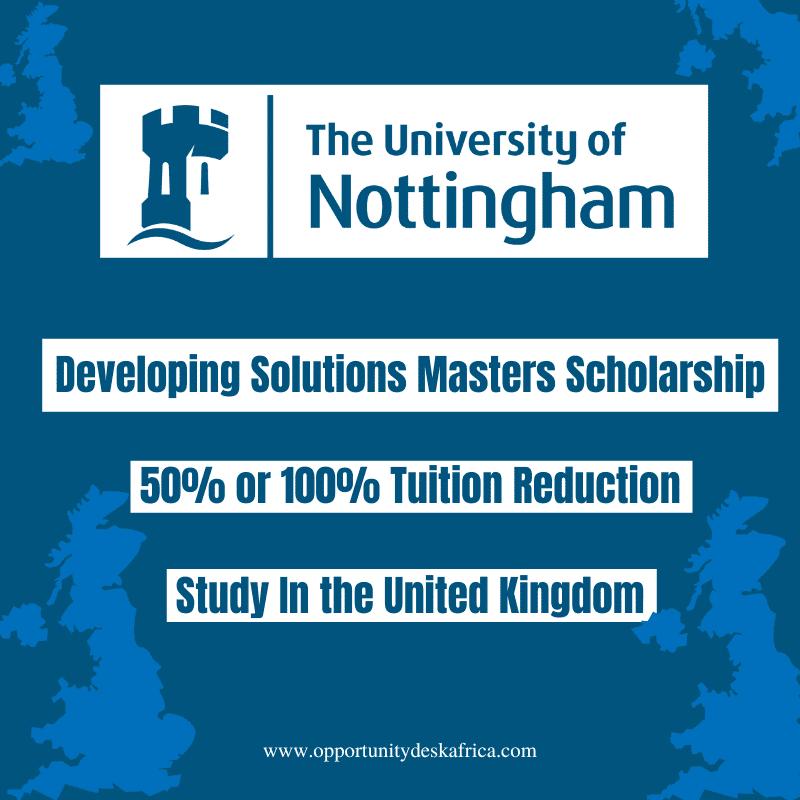 The University of
Nottingham
Developing Solutions Masters Scholarship
50% or 100% Tuition Reduction
Study In the United Kingdom
www.opportunitydeskafrica.com